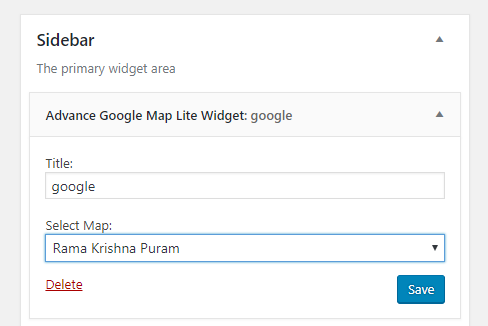 Sidebar
The primary widget area
Advance Google Map Lite Widget: google
Title:
google
Select Map:
Rama Krishna Puram
Delete
Save